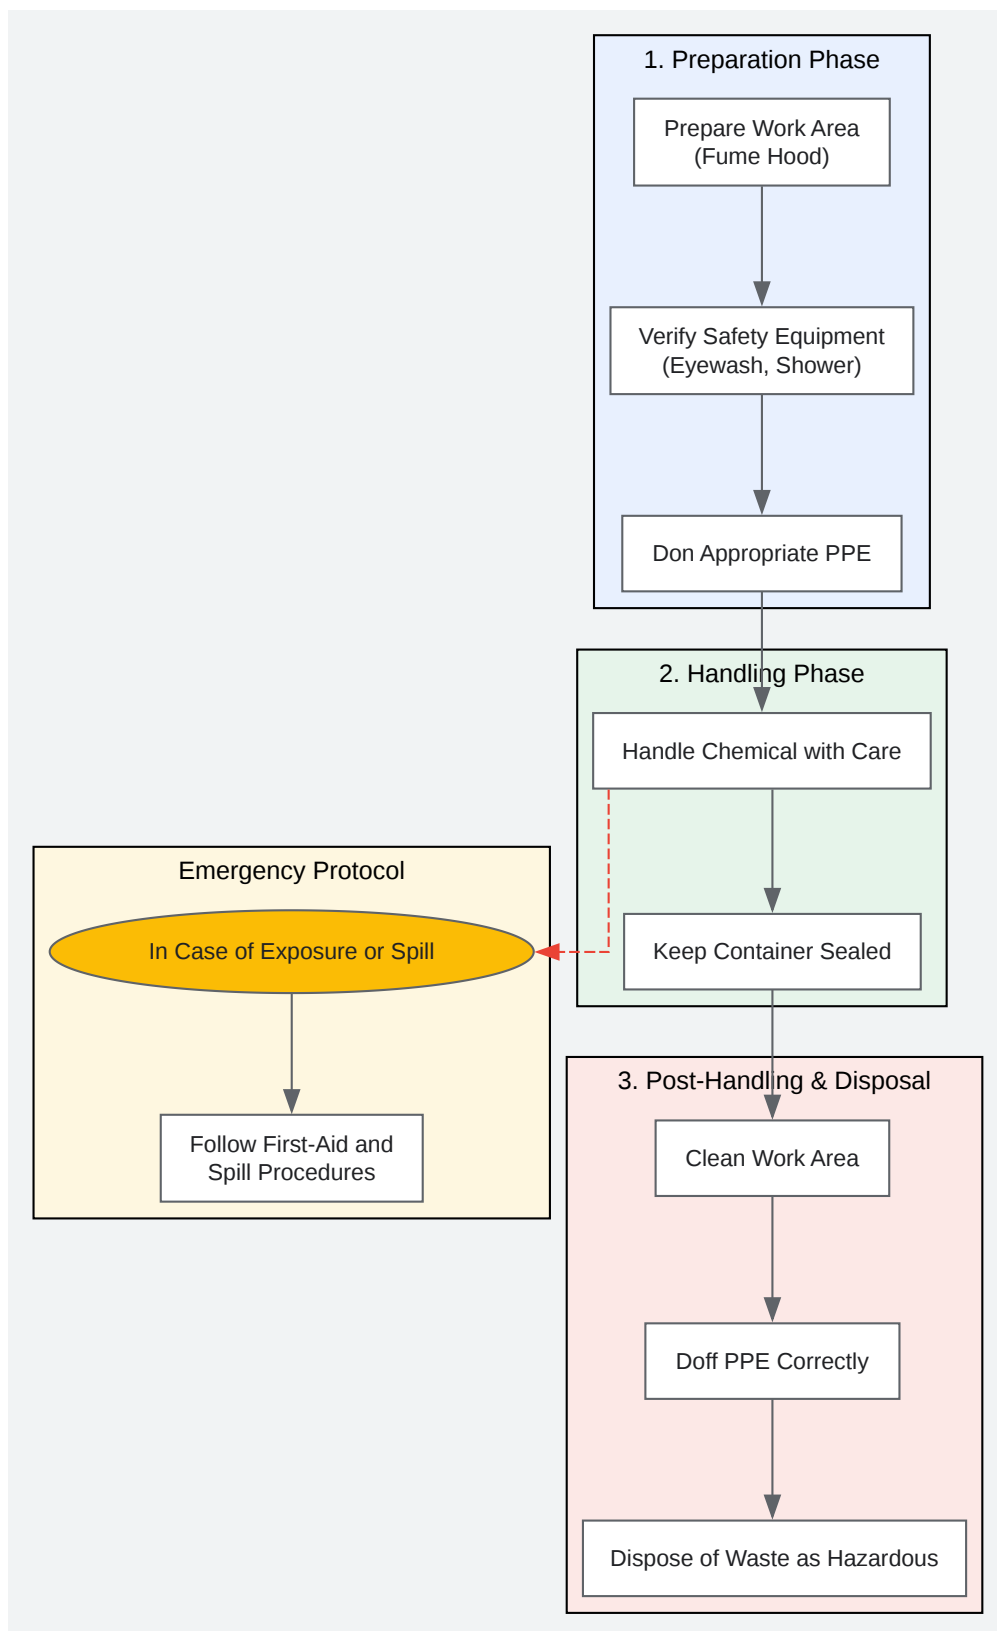 1. Preparation Phase
Prepare Work Area
(Fume Hood)
Verify Safety Equipment
(Eyewash, Shower)
Don Appropriate PPE
2. Handling Phase
Handle Chemical with Care
Keep Container Sealed
Emergency Protocol
In Case of Exposure or Spill
Follow First-Aid and
Spill Procedures
3. Post-Handling & Disposal
Clean Work Area
Doff PPE Correctly
Dispose of Waste as Hazardous